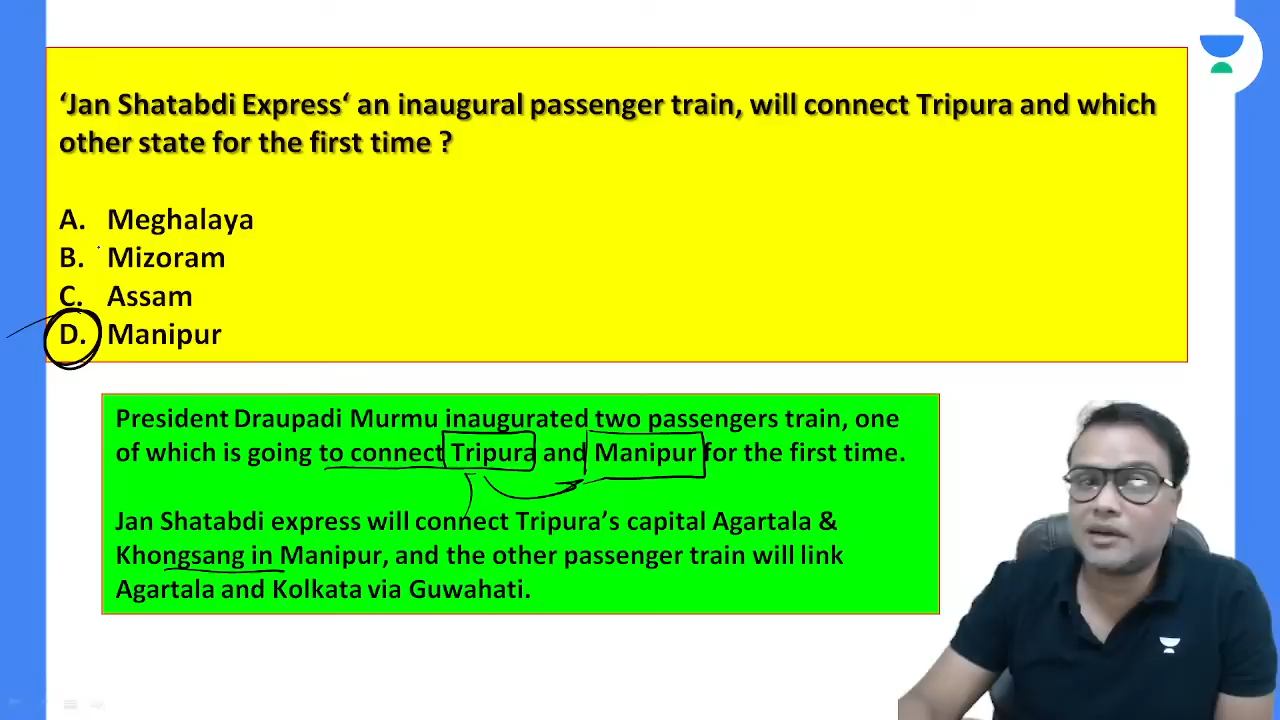 ‘Jan Shatabdi Express‘ an inaugural passenger train, will connect Tripura and which
other state for the first time ?
A. Meghalaya
B. Mizoram
C. Assam
D. Manipur
President Draupadi Murmu inaugurated two passengers train, one
of which is going to connect Tripura and Manipur for the first time.
Jan Shatabdi express will connect Tripura’s capital Agartala &
Khongsang in Manipur, and the other passenger train will link
Agartala and Kolkata via Guwahati.